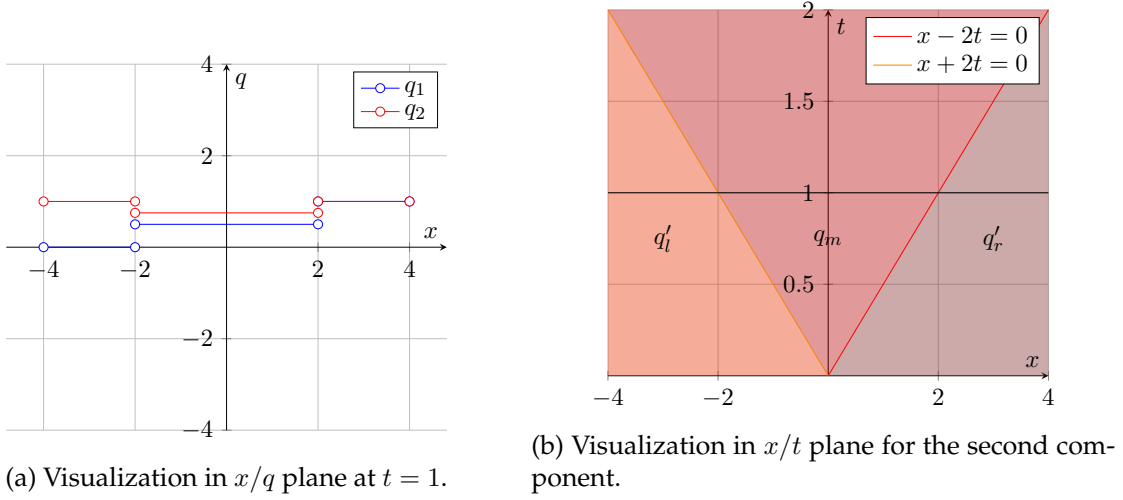 4
q
q₁
q₂
2
x
−4
−2
2
4
−2
−4
(a) Visualization in x/q plane at t = 1.
2
t
x − 2t = 0
x + 2t = 0
1.5
1
q′ₗ
qₘ
q′ᵣ
0.5
x
−4
−2
2
4
(b) Visualization in x/t plane for the second com-
ponent.